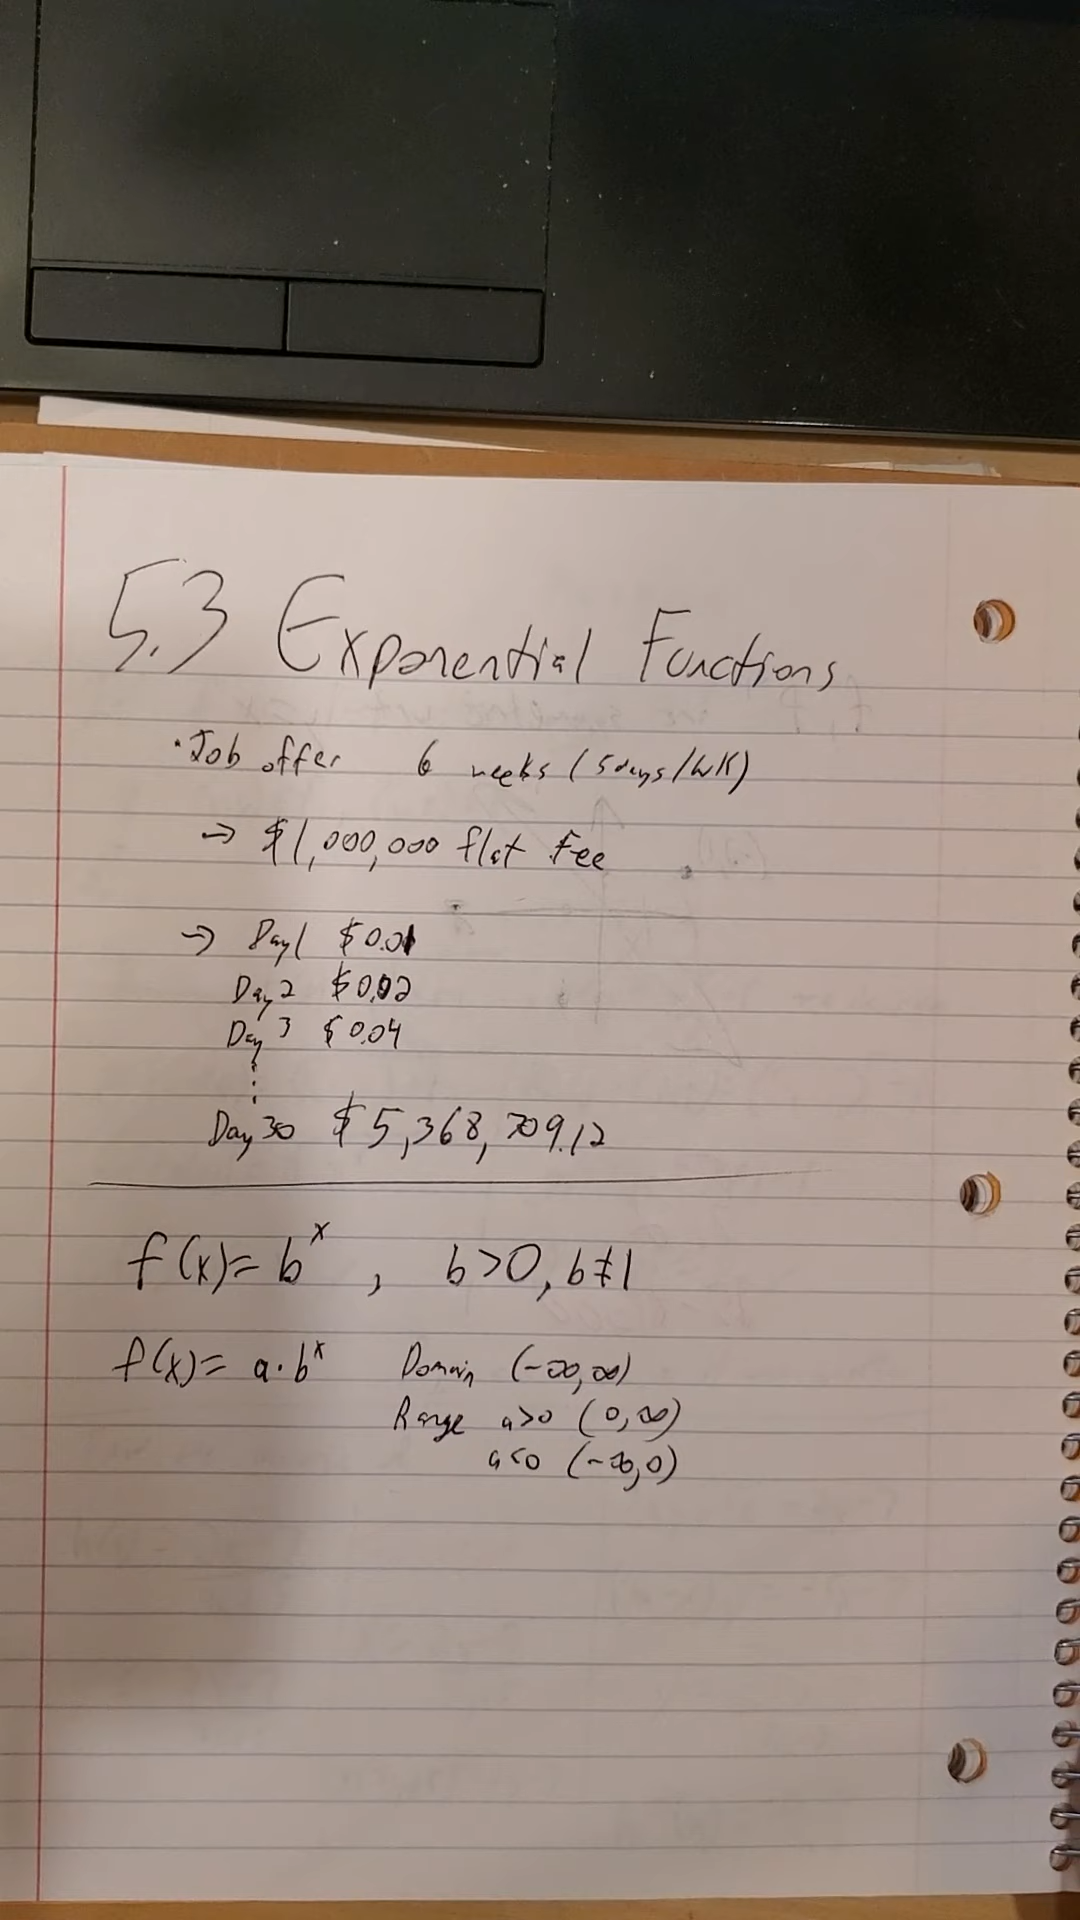 5.3 Exponential Functions
· Job offer 6 weeks (5days/WK)
→ $1,000,000 flat Fee
→ Day 1 $0.01
Day 2 $0.02
Day 3 $0.04
⋮
Day 30 $5,368,709.12
f(x) = b^x , b>0, b≠1
f(x) = a·b^x Domain (-∞,∞)
Range a>0 (0,∞)
a<0 (-∞,0)